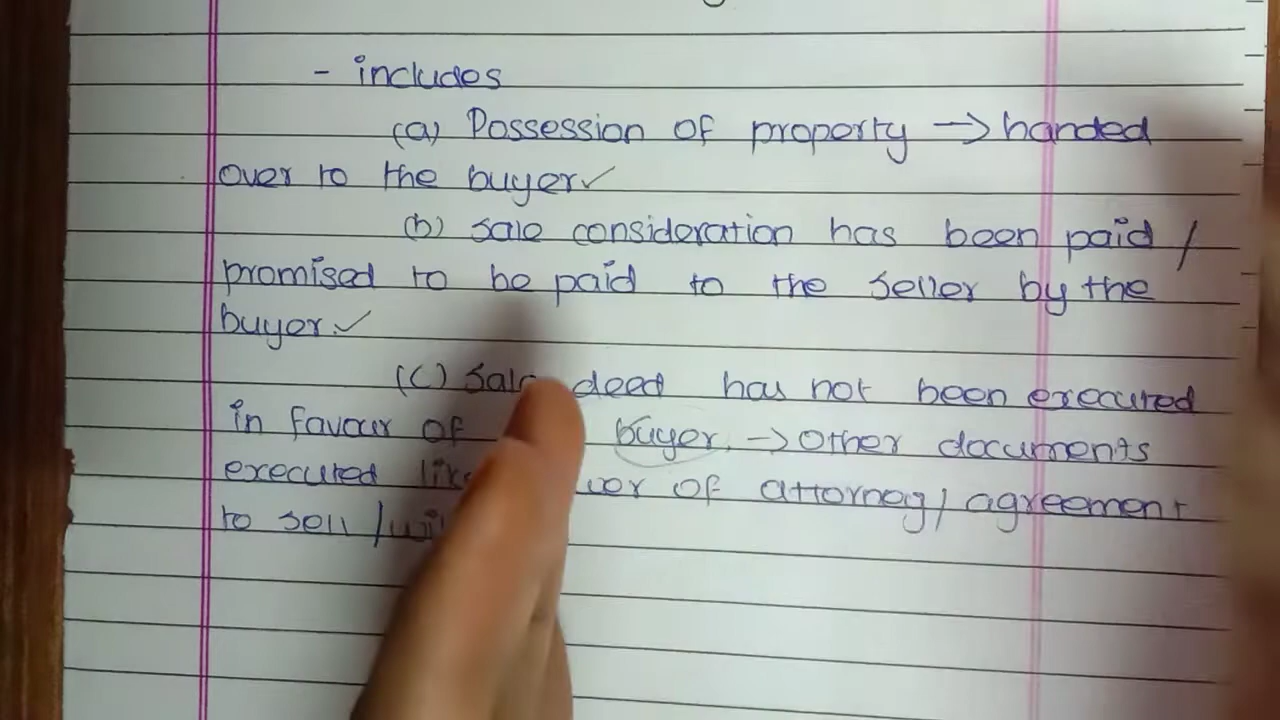 - includes
(a) Possession of property → handed
over to the buyer ✓
(b) sale consideration has been paid /
promised to be paid to the seller by the
buyer. ✓
(c) Sale deed has not been executed
in favour of buyer. → Other documents
executed of attorney / agreement
to sell /